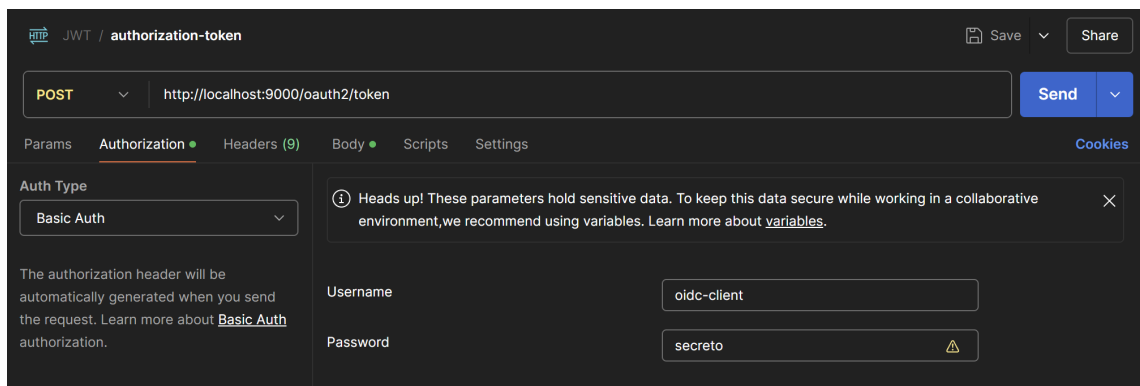 HTTP JWT / authorization-token Save Share
POST http://localhost:9000/oauth2/token Send
Params Authorization Headers (9) Body Scripts Settings Cookies
Auth Type
Basic Auth
The authorization header will be
automatically generated when you send
the request. Learn more about Basic Auth
authorization.
Heads up! These parameters hold sensitive data. To keep this data secure while working in a collaborative
environment,we recommend using variables. Learn more about variables.
Username oidc-client
Password secreto